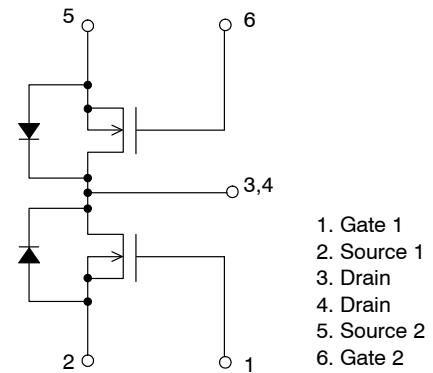 5
6
3,4
2
1
1. Gate 1
2. Source 1
3. Drain
4. Drain
5. Source 2
6. Gate 2